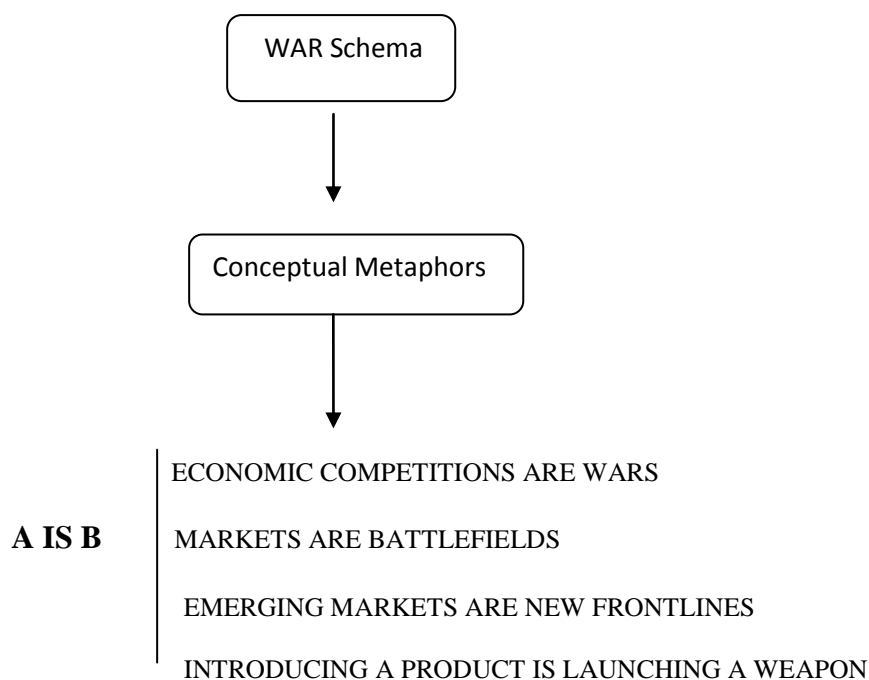 WAR Schema
Conceptual Metaphors
ECONOMIC COMPETITIONS ARE WARS
A IS B
MARKETS ARE BATTLEFIELDS
EMERGING MARKETS ARE NEW FRONTLINES
INTRODUCING A PRODUCT IS LAUNCHING A WEAPON